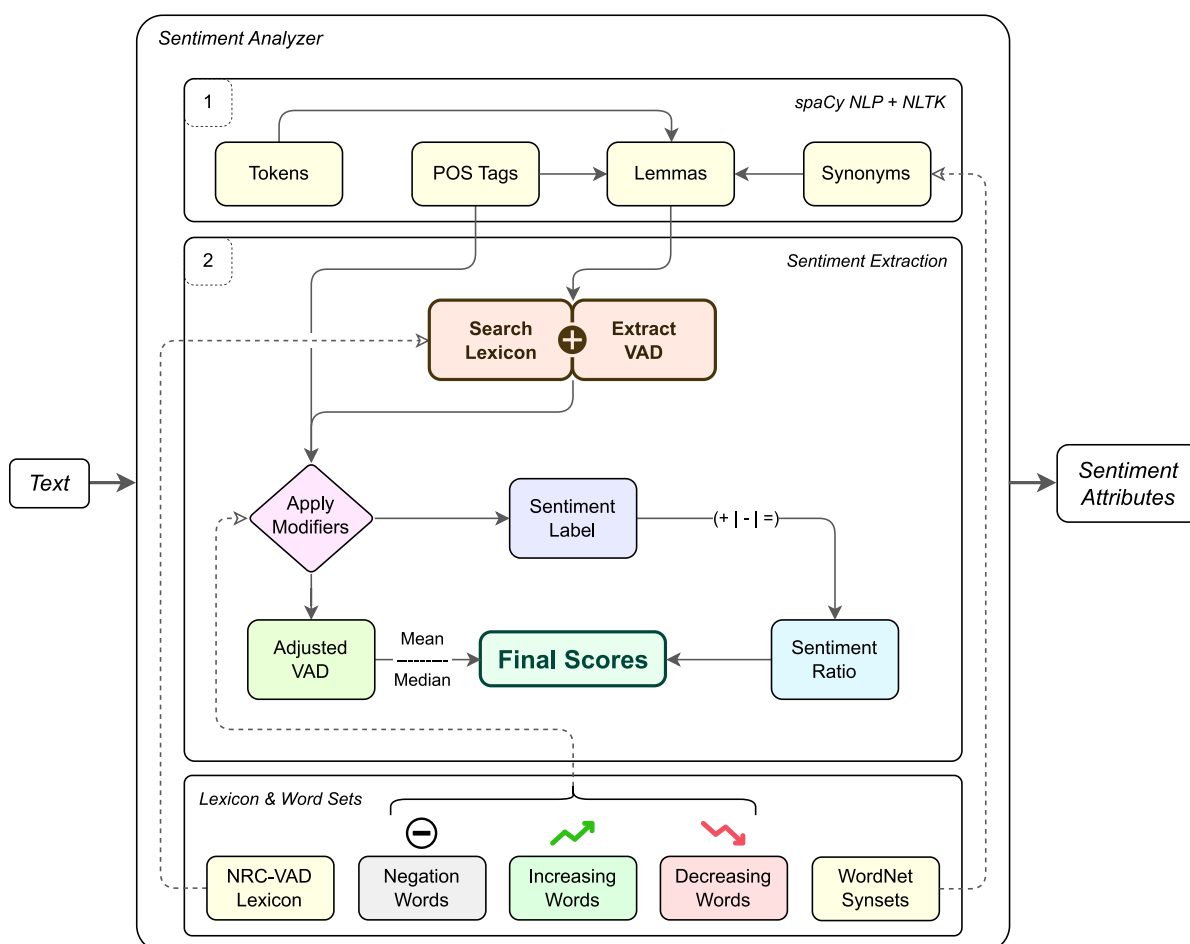 Sentiment Analyzer
1
spaCy NLP + NLTK
Tokens
POS Tags
Lemmas
Synonyms
2
Sentiment Extraction
Search
Lexicon
Extract
VAD
Text
Apply
Modifiers
Sentiment
Label
(+ | - | =)
Sentiment
Attributes
Adjusted
VAD
Mean
Median
Final Scores
Sentiment
Ratio
Lexicon & Word Sets
NRC-VAD
Lexicon
Negation
Words
Increasing
Words
Decreasing
Words
WordNet
Synsets